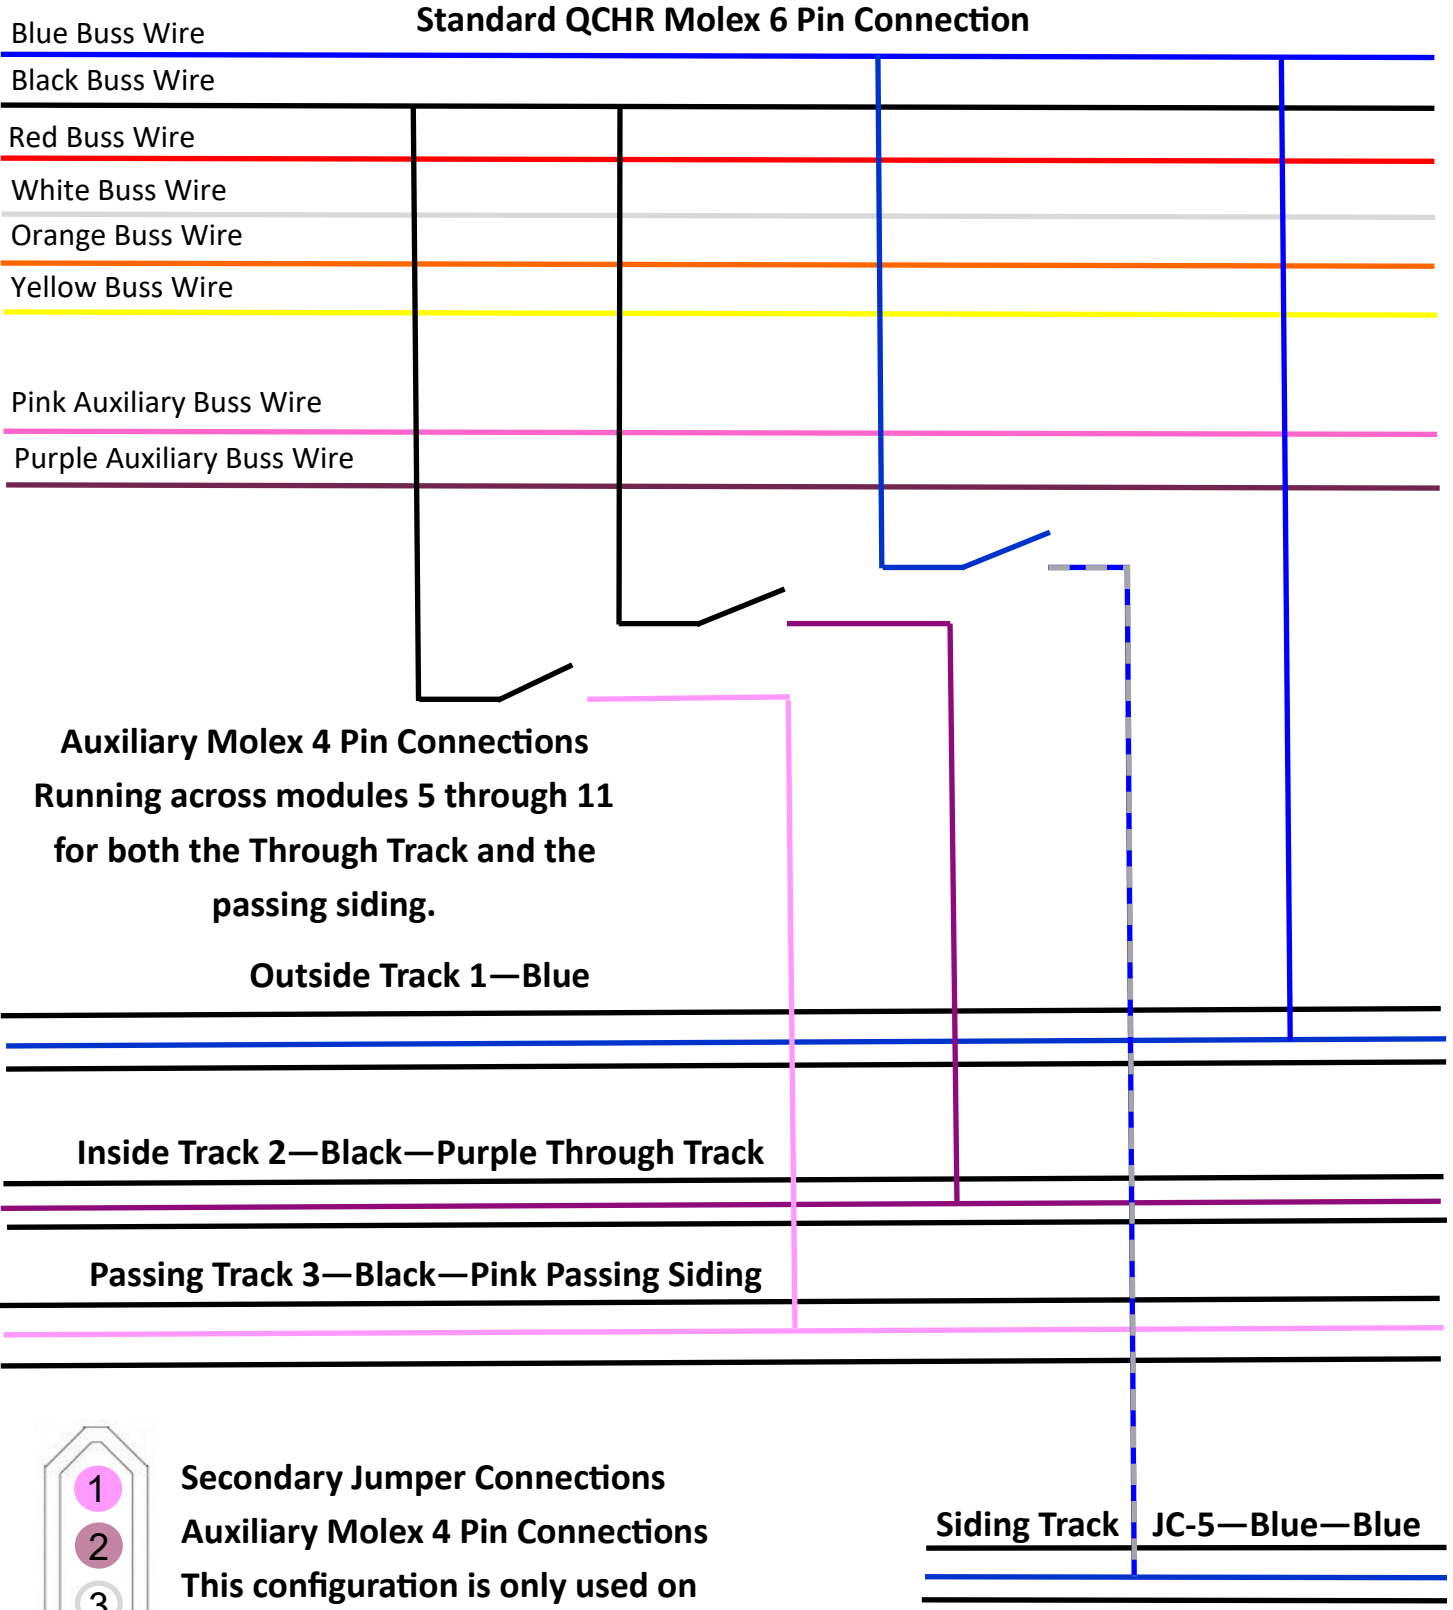 Standard QCHR Molex 6 Pin Connection
Blue Buss Wire
Black Buss Wire
Red Buss Wire
White Buss Wire
Orange Buss Wire
Yellow Buss Wire
Pink Auxiliary Buss Wire
Purple Auxiliary Buss Wire
Auxiliary Molex 4 Pin Connections
Running across modules 5 through 11
for both the Through Track and the
passing siding.
Outside Track 1—Blue
Inside Track 2—Black—Purple Through Track
Passing Track 3—Black—Pink Passing Siding
1
2
3
Secondary Jumper Connections
Auxiliary Molex 4 Pin Connections
This configuration is only used on
Siding Track JC-5—Blue—Blue